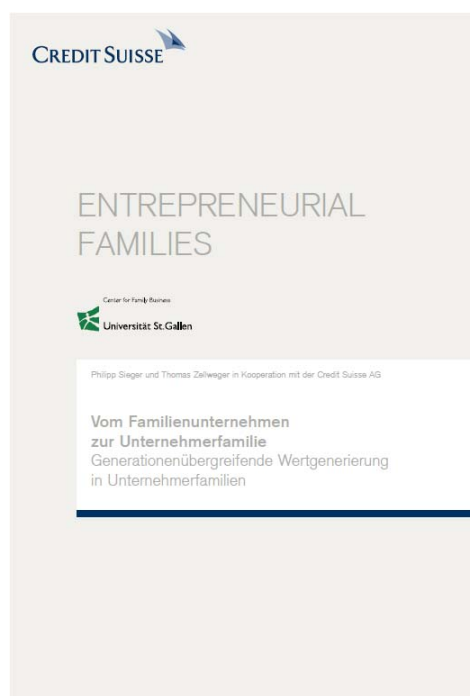 CREDIT SUISSE
ENTREPRENEURIAL
FAMILIES
Center for Family Business
Universität St.Gallen
Philipp Sieger und Thomas Zellweger in Kooperation mit der Credit Suisse AG
Vom Familienunternehmen
zur Unternehmerfamilie
Generationenübergreifende Wertgenerierung
in Unternehmerfamilien